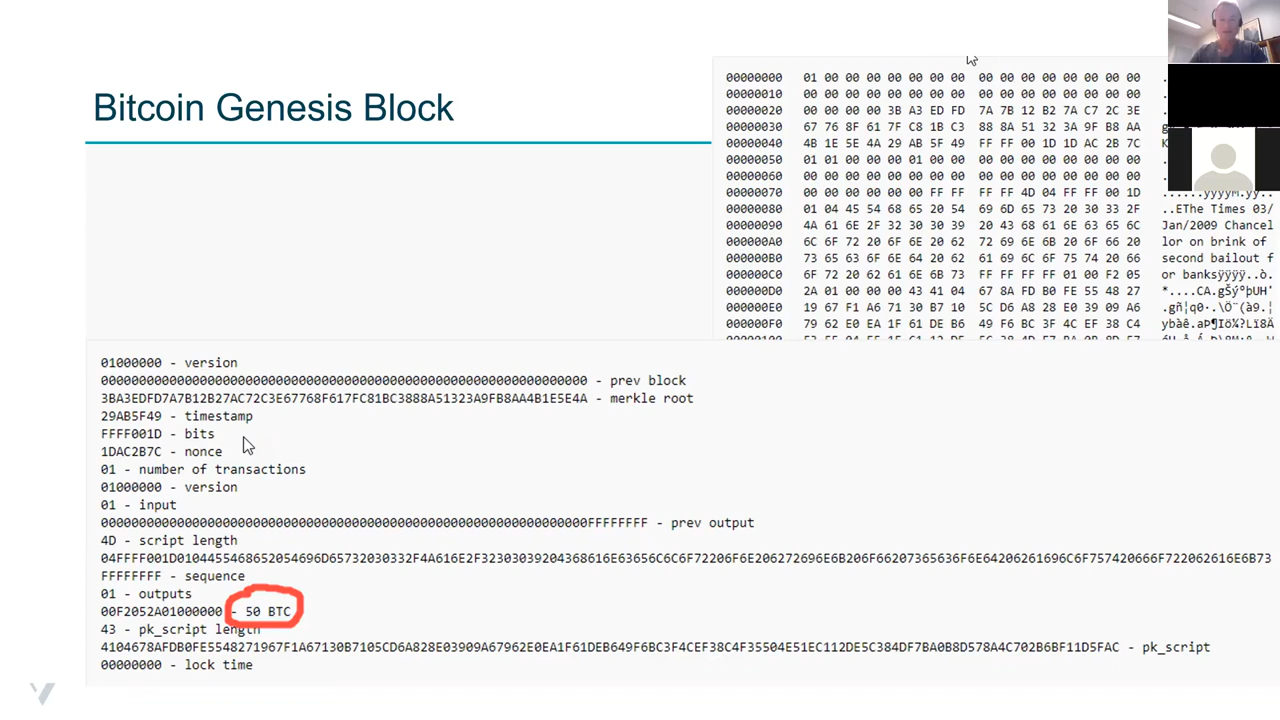 Bitcoin Genesis Block
00000000 01 00 00 00 00 00 00 00 00 00 00 00 00 00 00 00 .
00000010 00 00 00 00 00 00 00 00 00 00 00 00 00 00 00 00 .
00000020 00 00 00 00 3B A3 ED FD 7A 7B 12 B2 7A C7 2C 3E .
00000030 67 76 8F 61 7F C8 1B C3 88 8A 51 32 3A 9F B8 AA g
00000040 4B 1E 5E 4A 29 AB 5F 49 FF FF 00 1D 1D AC 2B 7C K
00000050 01 01 00 00 00 01 00 00 00 00 00 00 00 00 00 00 .
00000060 00 00 00 00 00 00 00 00 00 00 00 00 00 00 00 00 .
00000070 00 00 00 00 00 00 FF FF FF FF 4D 04 FF FF 00 1D ......ÿÿÿÿM.ÿÿ..
00000080 01 04 45 54 68 65 20 54 69 6D 65 73 20 30 33 2F ..EThe Times 03/
00000090 4A 61 6E 2F 32 30 30 39 20 43 68 61 6E 63 65 6C Jan/2009 Chancel
000000A0 6C 6F 72 20 6F 6E 20 62 72 69 6E 6B 20 6F 66 20 lor on brink of
000000B0 73 65 63 6F 6E 64 20 62 61 69 6C 6F 75 74 20 66 second bailout f
000000C0 6F 72 20 62 61 6E 6B 73 FF FF FF FF 01 00 F2 05 or banksÿÿÿÿ..ò.
000000D0 2A 01 00 00 00 43 41 04 67 8A FD B0 FE 55 48 27 *....CA.gŠý°þUH'
000000E0 19 67 F1 A6 71 30 B7 10 5C D6 A8 28 E0 39 09 A6 .gñ¦q0·.\Ö¨(à9.¦
000000F0 79 62 E0 EA 1F 61 DE B6 49 F6 BC 3F 4C EF 38 C4 ybàê.aÞ¶Iö¼?Lï8Ä
01000000 - version
0000000000000000000000000000000000000000000000000000000000000000 - prev block
3BA3EDFD7A7B12B27AC72C3E67768F617FC81BC3888A51323A9FB8AA4B1E5E4A - merkle root
29AB5F49 - timestamp
FFFF001D - bits
1DAC2B7C - nonce
01 - number of transactions
01000000 - version
01 - input
0000000000000000000000000000000000000000000000000000000000000000FFFFFFFF - prev output
4D - script length
04FFFF001D0104455468652054696D65732030332F4A616E2F32303039204368616E63656C6C6F72206F6E206272696E6B206F66207365636F6E64206261696C6F757420666F722062616E6B73
FFFFFFFF - sequence
01 - outputs
00F2052A01000000 - 50 BTC
43 - pk_script length
4104678AFDB0FE5548271967F1A67130B7105CD6A828E03909A67962E0EA1F61DEB649F6BC3F4CEF38C4F35504E51EC112DE5C384DF7BA0B8D578A4C702B6BF11D5FAC - pk_script
00000000 - lock time